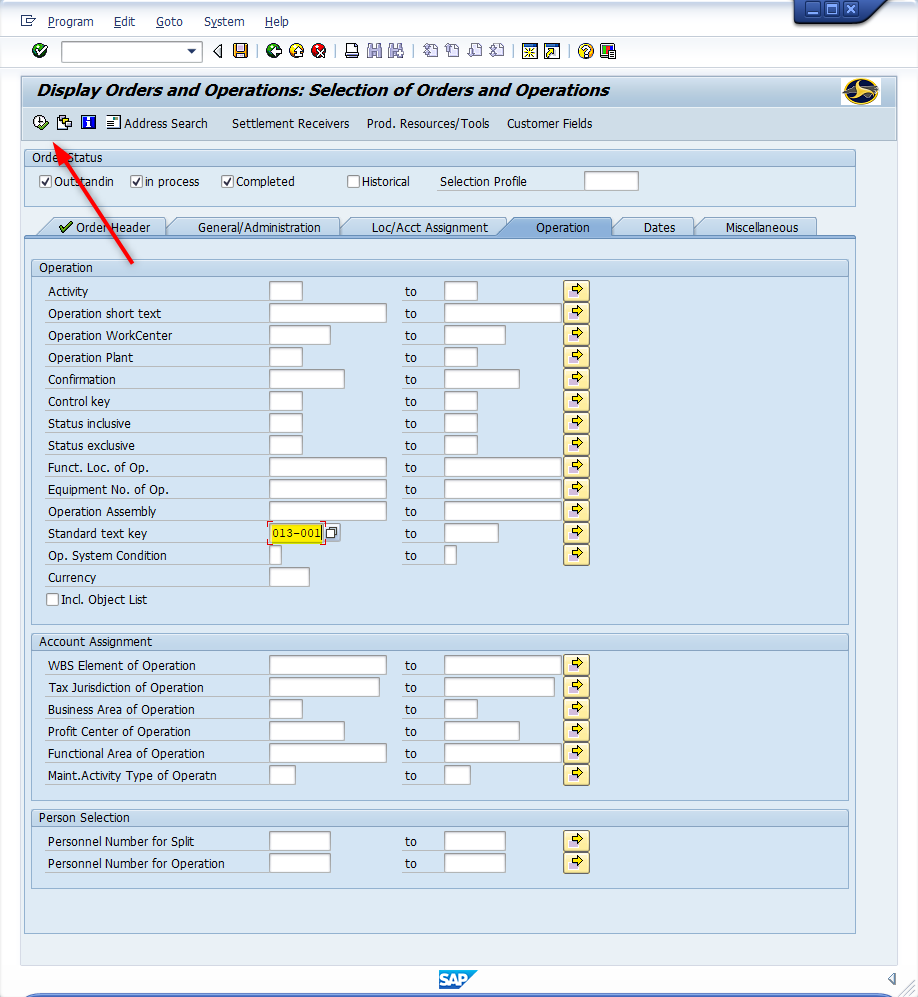 Program Edit Goto System Help
Display Orders and Operations: Selection of Orders and Operations
Address Search Settlement Receivers Prod. Resources/Tools Customer Fields
Order Status
Outstandin in process Completed Historical Selection Profile
Order Header General/Administration Loc/Acct Assignment Operation Dates Miscellaneous
Operation
Activity to
Operation short text to
Operation WorkCenter to
Operation Plant to
Confirmation to
Control key to
Status inclusive to
Status exclusive to
Funct. Loc. of Op. to
Equipment No. of Op. to
Operation Assembly to
Standard text key 013-001 to
Op. System Condition to
Currency
Incl. Object List
Account Assignment
WBS Element of Operation to
Tax Jurisdiction of Operation to
Business Area of Operation to
Profit Center of Operation to
Functional Area of Operation to
Maint.Activity Type of Operatn to
Person Selection
Personnel Number for Split to
Personnel Number for Operation to
SAP